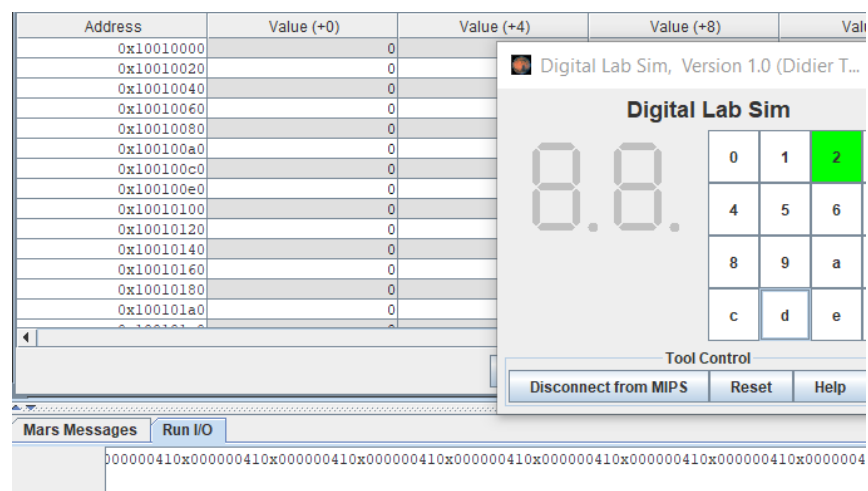 Address Value (+0) Value (+4) Value (+8) Val
0x10010000 0
0x10010020 0
0x10010040 0
0x10010060 0
0x10010080 0
0x100100a0 0
0x100100c0 0
0x100100e0 0
0x10010100 0
0x10010120 0
0x10010140 0
0x10010160 0
0x10010180 0
0x100101a0 0
Digital Lab Sim, Version 1.0 (Didier T...
Digital Lab Sim
0 1 2
4 5 6
8 9 a
c d e
Tool Control
Disconnect from MIPS Reset Help
Mars Messages Run I/O
000000410x000000410x000000410x000000410x000000410x000000410x000000410x0000004